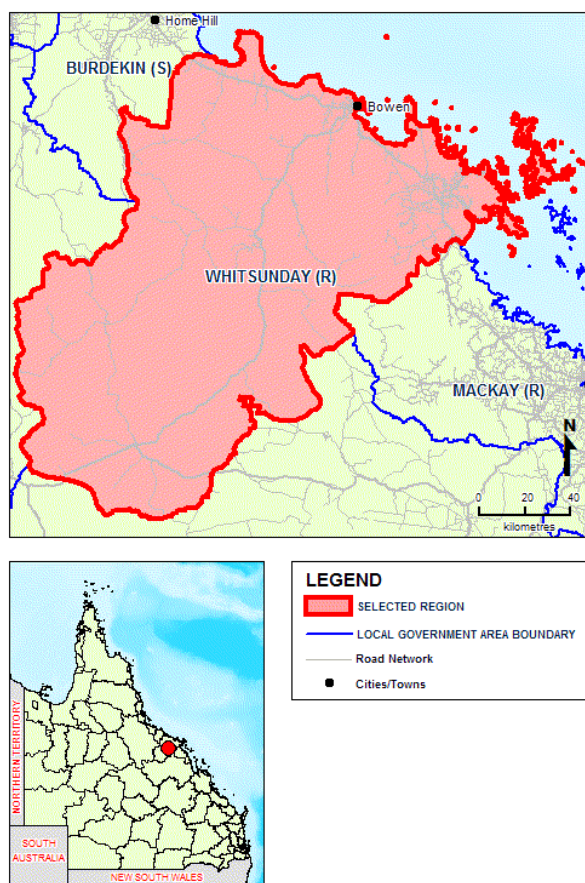 Home Hill
BURDEKIN (S)
Bowen
WHITSUNDAY (R)
MACKAY (R)
N
0 20 40
kilometres
NORTHERN TERRITORY
SOUTH
AUSTRALIA
NEW SOUTH WALES
LEGEND
SELECTED REGION
LOCAL GOVERNMENT AREA BOUNDARY
Road Network
Cities/Towns